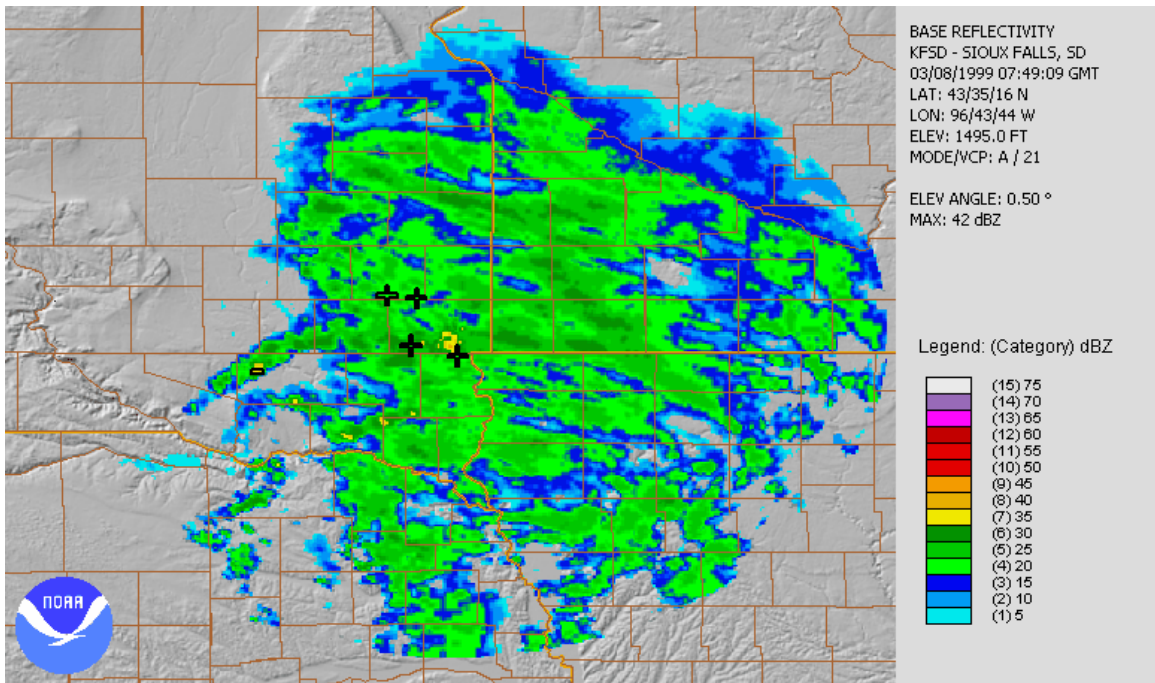 BASE REFLECTIVITY
KFSD - SIOUX FALLS, SD
03/08/1999 07:49:09 GMT
LAT: 43/35/16 N
LON: 96/43/44 W
ELEV: 1495.0 FT
MODE/VCP: A / 21
ELEV ANGLE: 0.50 °
MAX: 42 dBZ
Legend: (Category) dBZ
(15) 75
(14) 70
(13) 65
(12) 60
(11) 55
(10) 50
(9) 45
(8) 40
(7) 35
(6) 30
(5) 25
(4) 20
(3) 15
(2) 10
(1) 5
NOAA